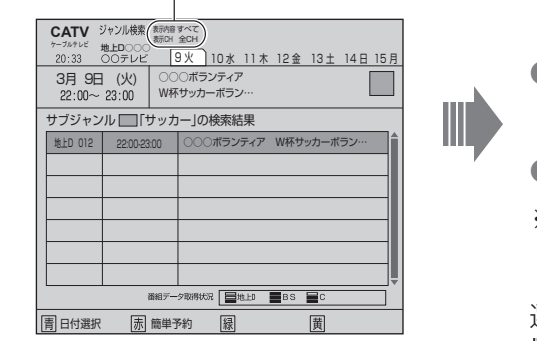 CATV ジャンル検索 表示内容 すべて
ケーブルテレビ 表示CH 全CH
地上D○○○
20:33 ○○テレビ 9火 10水 11木 12金 13土 14日 15月
3月 9日 (火) ○○○ボランティア
22:00～ 23:00 W杯サッカーボラン…
サブジャンル 「サッカー」の検索結果
地上D 012 22:00-23:00 ○○○ボランティア W杯サッカーボラン…
番組データ取得状況 地上D BS C
青 日付選択 赤 簡単予約 緑 黄